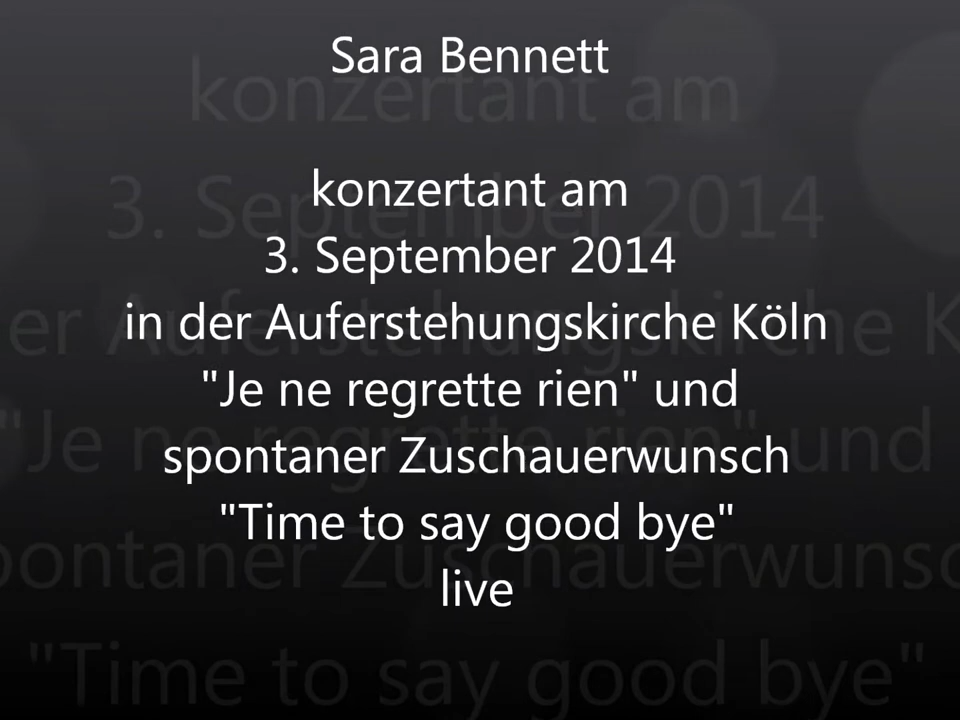 Sara Bennett
konzertant am
3. September 2014
in der Auferstehungskirche Köln
"Je ne regrette rien" und
spontaner Zuschauerwunsch
"Time to say good bye"
live